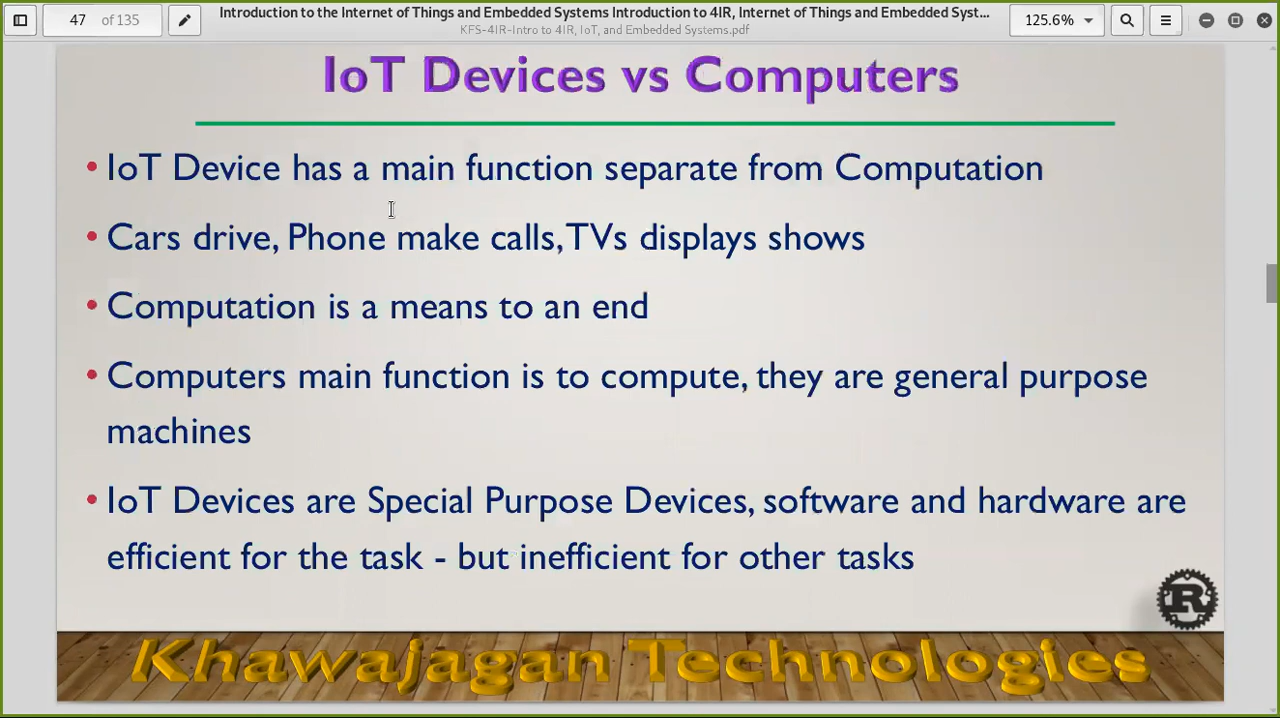 47 of 135
Introduction to the Internet of Things and Embedded Systems Introduction to 4IR, Internet of Things and Embedded Syst...
125.6%
KFS-4IR-Intro to 4IR, IoT, and Embedded Systems.pdf
IoT Devices vs Computers
• IoT Device has a main function separate from Computation
• Cars drive, Phone make calls, TVs displays shows
• Computation is a means to an end
• Computers main function is to compute, they are general purpose
machines
• IoT Devices are Special Purpose Devices, software and hardware are
efficient for the task - but inefficient for other tasks
R
Khawajagan Technologies